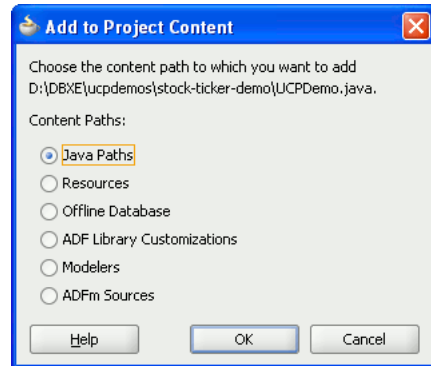 Add to Project Content
Choose the content path to which you want to add
D:\DBXE\ucpdemos\stock-ticker-demo\UCPDemo.java.
Content Paths:
Java Paths
Resources
Offline Database
ADF Library Customizations
Modelers
ADFm Sources
Help OK Cancel